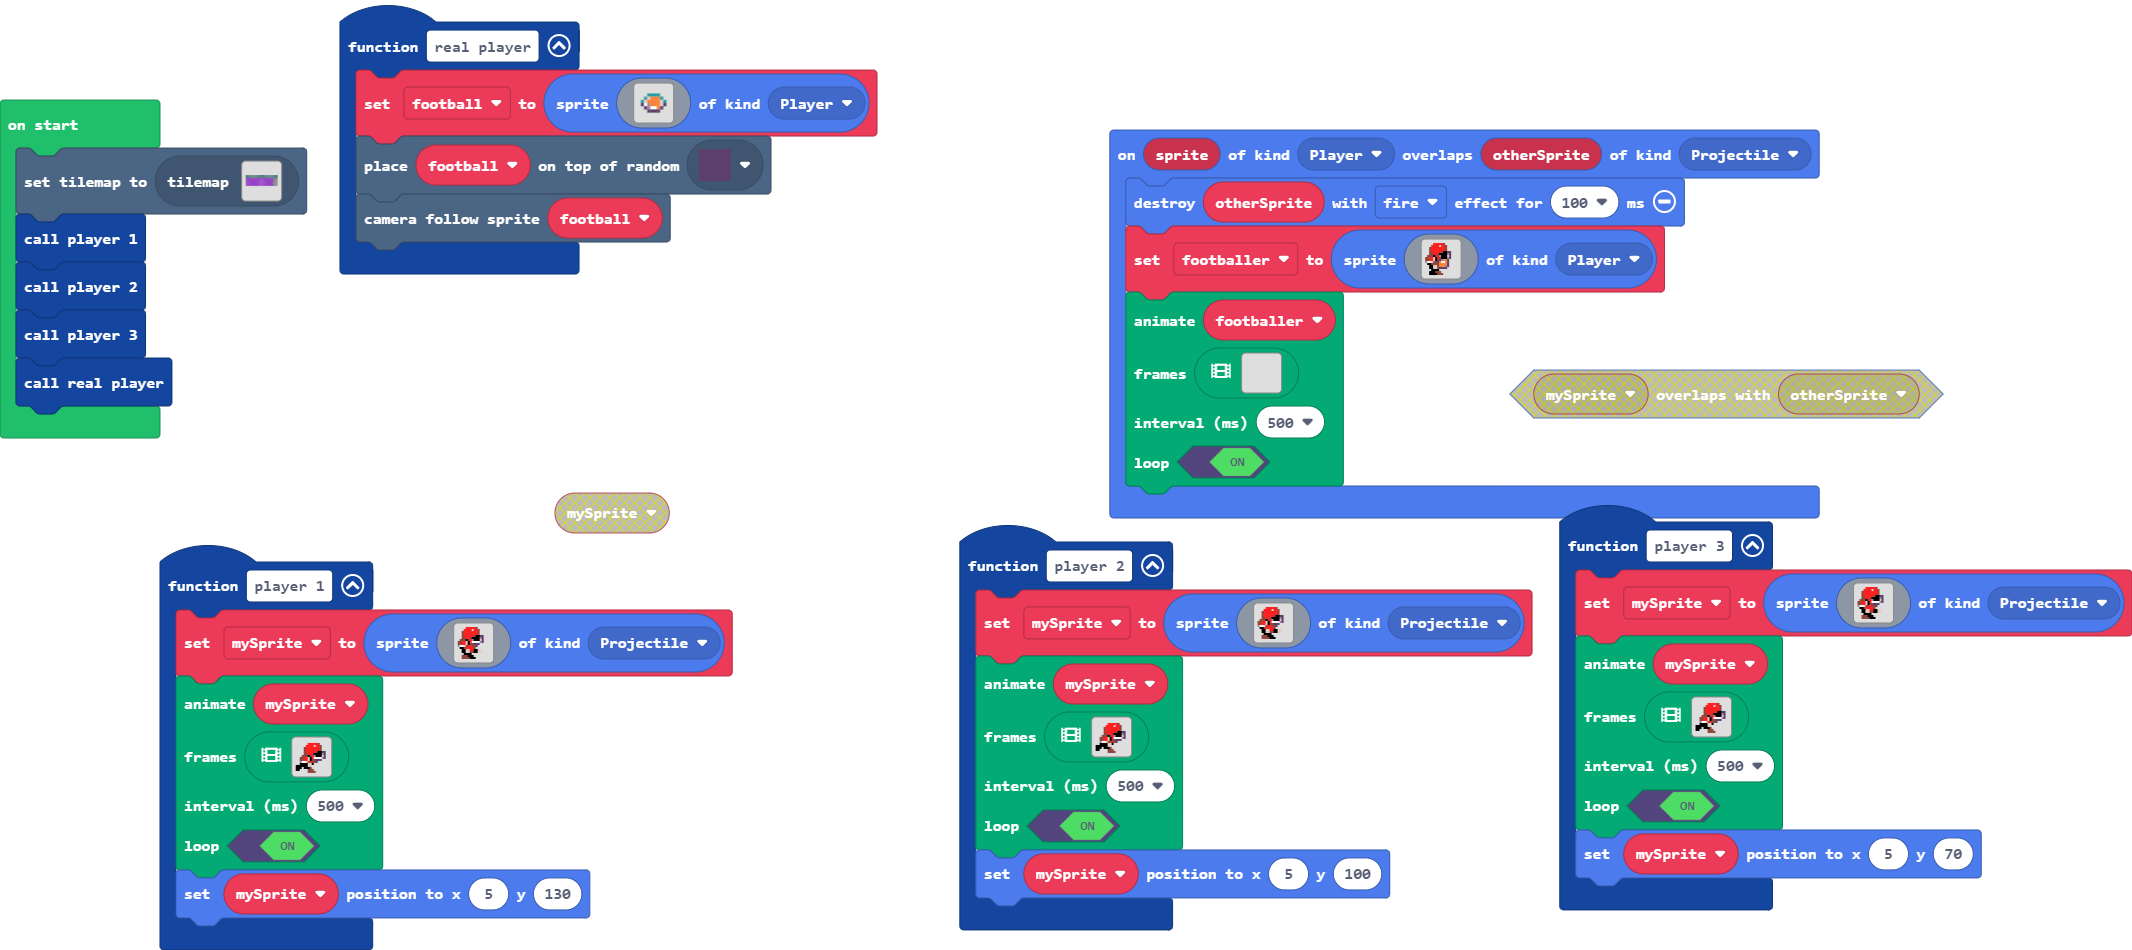 function real player
set football to sprite of kind Player
place football on top of random
camera follow sprite football
on start
set tilemap to tilemap
call player 1
call player 2
call player 3
call real player
on sprite of kind Player overlaps otherSprite of kind Projectile
destroy otherSprite with fire effect for 100 ms
set footballer to sprite of kind Player
animate footballer
frames
interval (ms) 500
loop ON
mySprite overlaps with otherSprite
mySprite
function player 1
set mySprite to sprite of kind Projectile
animate mySprite
frames
interval (ms) 500
loop ON
set mySprite position to x 5 y 130
function player 2
set mySprite to sprite of kind Projectile
animate mySprite
frames
interval (ms) 500
loop ON
set mySprite position to x 5 y 100
function player 3
set mySprite to sprite of kind Projectile
animate mySprite
frames
interval (ms) 500
loop ON
set mySprite position to x 5 y 70